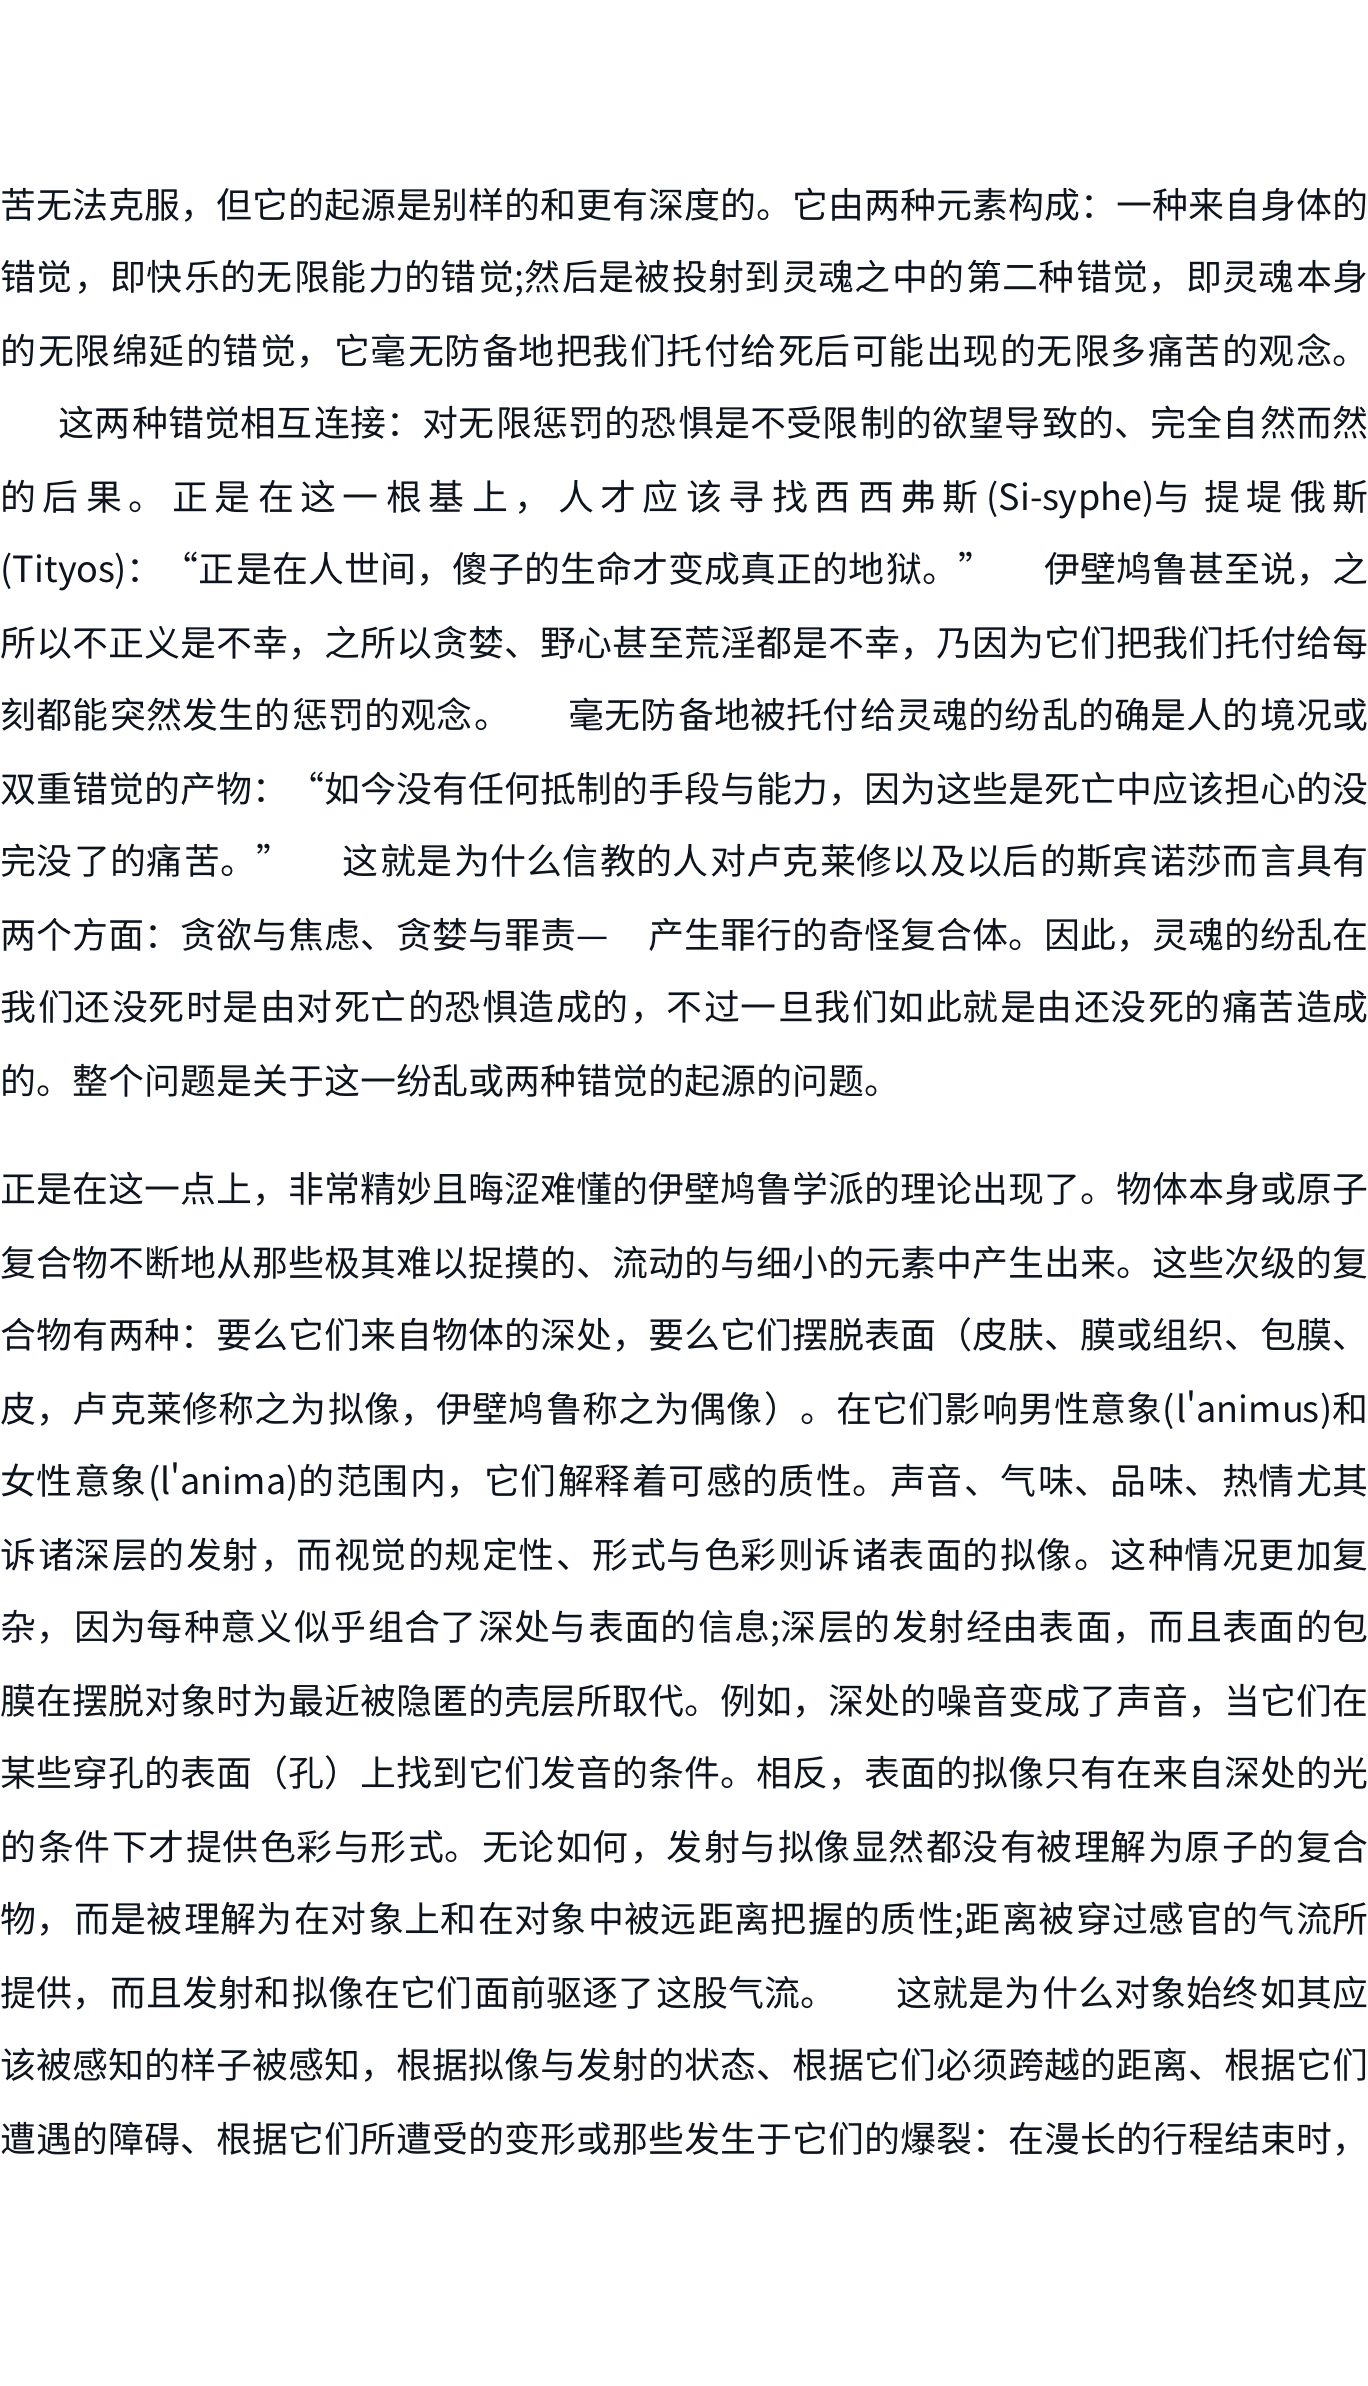 苦无法克服，但它的起源是别样的和更有深度的。它由两种元素构成：一种来自身体的
错觉，即快乐的无限能力的错觉;然后是被投射到灵魂之中的第二种错觉，即灵魂本身
的无限绵延的错觉，它毫无防备地把我们托付给死后可能出现的无限多痛苦的观念。
这两种错觉相互连接：对无限惩罚的恐惧是不受限制的欲望导致的、完全自然而然
的后果。正是在这一根基上，人才应该寻找西西弗斯(Si-syphe)与 提堤俄斯
(Tityos)：“正是在人世间，傻子的生命才变成真正的地狱。” 伊壁鸠鲁甚至说，之
所以不正义是不幸，之所以贪婪、野心甚至荒淫都是不幸，乃因为它们把我们托付给每
刻都能突然发生的惩罚的观念。 毫无防备地被托付给灵魂的纷乱的确是人的境况或
双重错觉的产物：“如今没有任何抵制的手段与能力，因为这些是死亡中应该担心的没
完没了的痛苦。” 这就是为什么信教的人对卢克莱修以及以后的斯宾诺莎而言具有
两个方面：贪欲与焦虑、贪婪与罪责— 产生罪行的奇怪复合体。因此，灵魂的纷乱在
我们还没死时是由对死亡的恐惧造成的，不过一旦我们如此就是由还没死的痛苦造成
的。整个问题是关于这一纷乱或两种错觉的起源的问题。
正是在这一点上，非常精妙且晦涩难懂的伊壁鸠鲁学派的理论出现了。物体本身或原子
复合物不断地从那些极其难以捉摸的、流动的与细小的元素中产生出来。这些次级的复
合物有两种：要么它们来自物体的深处，要么它们摆脱表面（皮肤、膜或组织、包膜、
皮，卢克莱修称之为拟像，伊壁鸠鲁称之为偶像）。在它们影响男性意象(l'animus)和
女性意象(l'anima)的范围内，它们解释着可感的质性。声音、气味、品味、热情尤其
诉诸深层的发射，而视觉的规定性、形式与色彩则诉诸表面的拟像。这种情况更加复
杂，因为每种意义似乎组合了深处与表面的信息;深层的发射经由表面，而且表面的包
膜在摆脱对象时为最近被隐匿的壳层所取代。例如，深处的噪音变成了声音，当它们在
某些穿孔的表面（孔）上找到它们发音的条件。相反，表面的拟像只有在来自深处的光
的条件下才提供色彩与形式。无论如何，发射与拟像显然都没有被理解为原子的复合
物，而是被理解为在对象上和在对象中被远距离把握的质性;距离被穿过感官的气流所
提供，而且发射和拟像在它们面前驱逐了这股气流。 这就是为什么对象始终如其应
该被感知的样子被感知，根据拟像与发射的状态、根据它们必须跨越的距离、根据它们
遭遇的障碍、根据它们所遭受的变形或那些发生于它们的爆裂：在漫长的行程结束时，